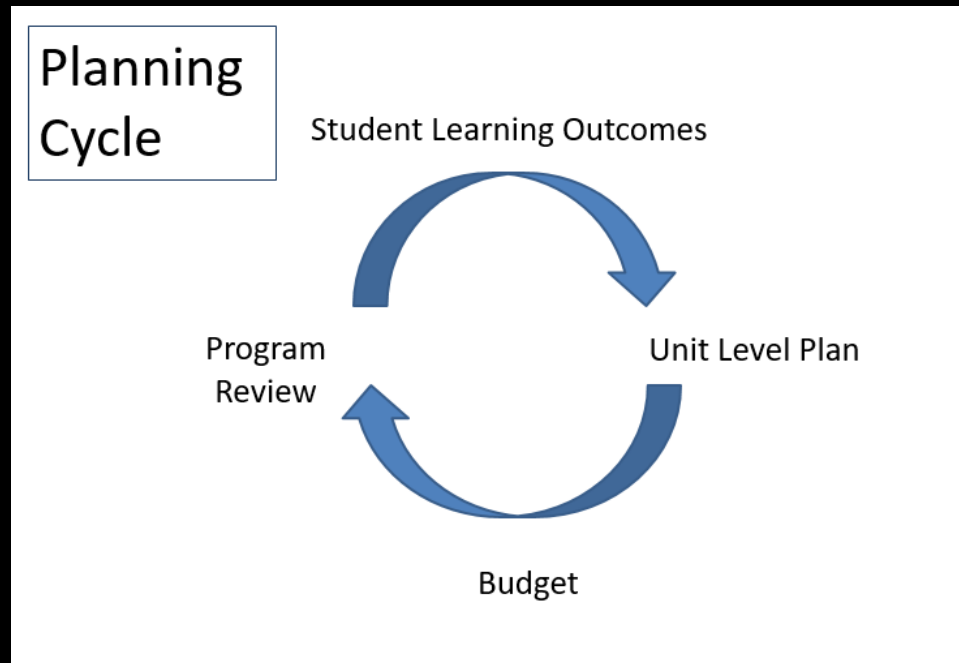 Planning
Cycle
Student Learning Outcomes
Program
Review
Unit Level Plan
Budget